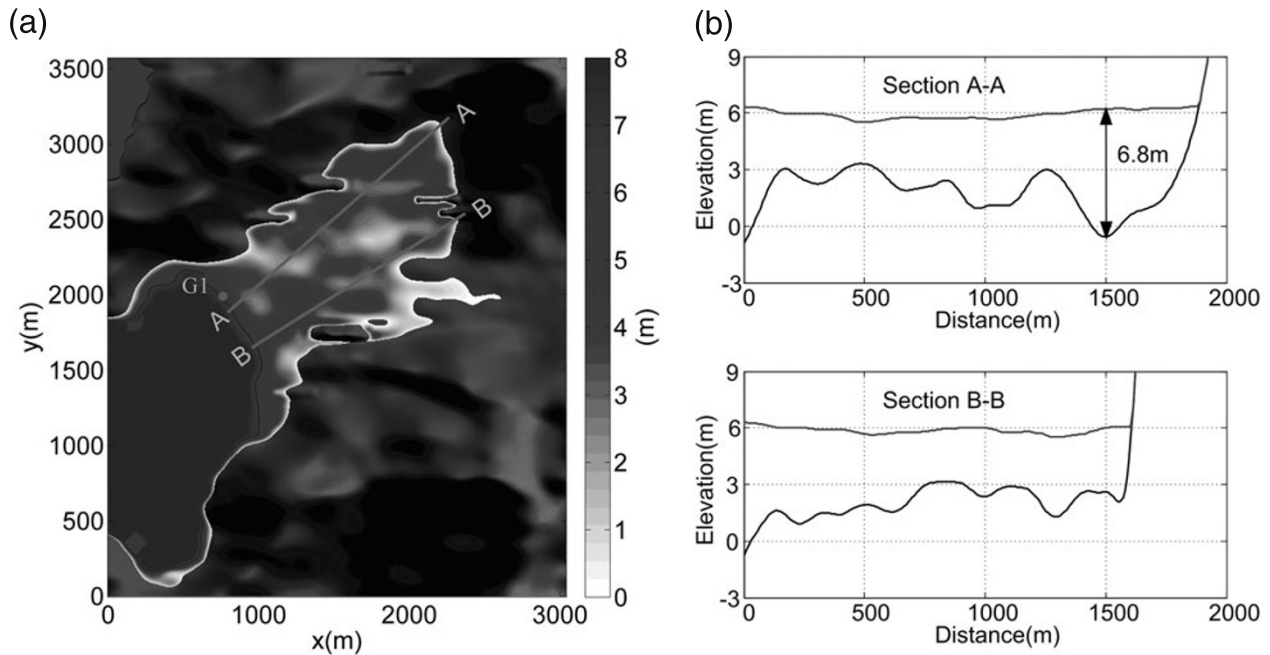 (a)
3500
3000
2500
2000
1500
1000
500
0
y(m)
0
1000
2000
3000
x(m)
A
B
G1
A
B
8
7
6
5
4
3
2
1
0
(m)
(b)
9
6
3
0
-3
Elevation(m)
Section A-A
6.8m
0
500
1000
1500
2000
Distance(m)
9
6
3
0
-3
Elevation(m)
Section B-B
0
500
1000
1500
2000
Distance(m)